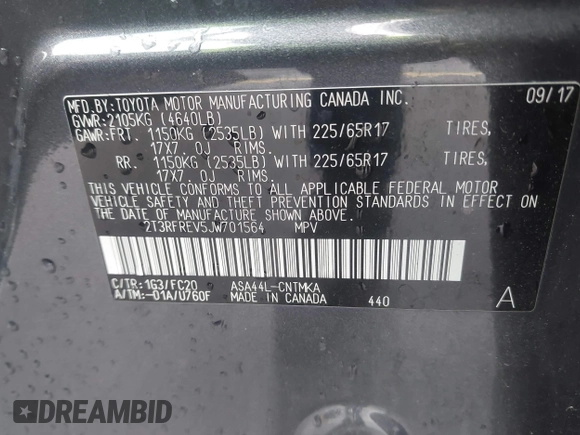 MFD.BY:TOYOTA MOTOR MANUFACTURING CANADA INC. 09/17
GVWR:2105KG (4640LB)
GAWR:FRT. 1150KG (2535LB) WITH 225/65R17 TIRES,
17X7. 0J RIMS.
RR. 1150KG (2535LB) WITH 225/65R17 TIRES,
17X7. 0J RIMS.
THIS VEHICLE CONFORMS TO ALL APPLICABLE FEDERAL MOTOR
VEHICLE SAFETY AND THEFT PREVENTION STANDARDS IN EFFECT ON
THE DATE OF MANUFACTURE SHOWN ABOVE.
2T3RFREV5JW701564 MPV
C/TR:1G3/FC20 ASA44L-CNTMKA
A/TM:-01A/U760F MADE IN CANADA 440 A
DREAMBID